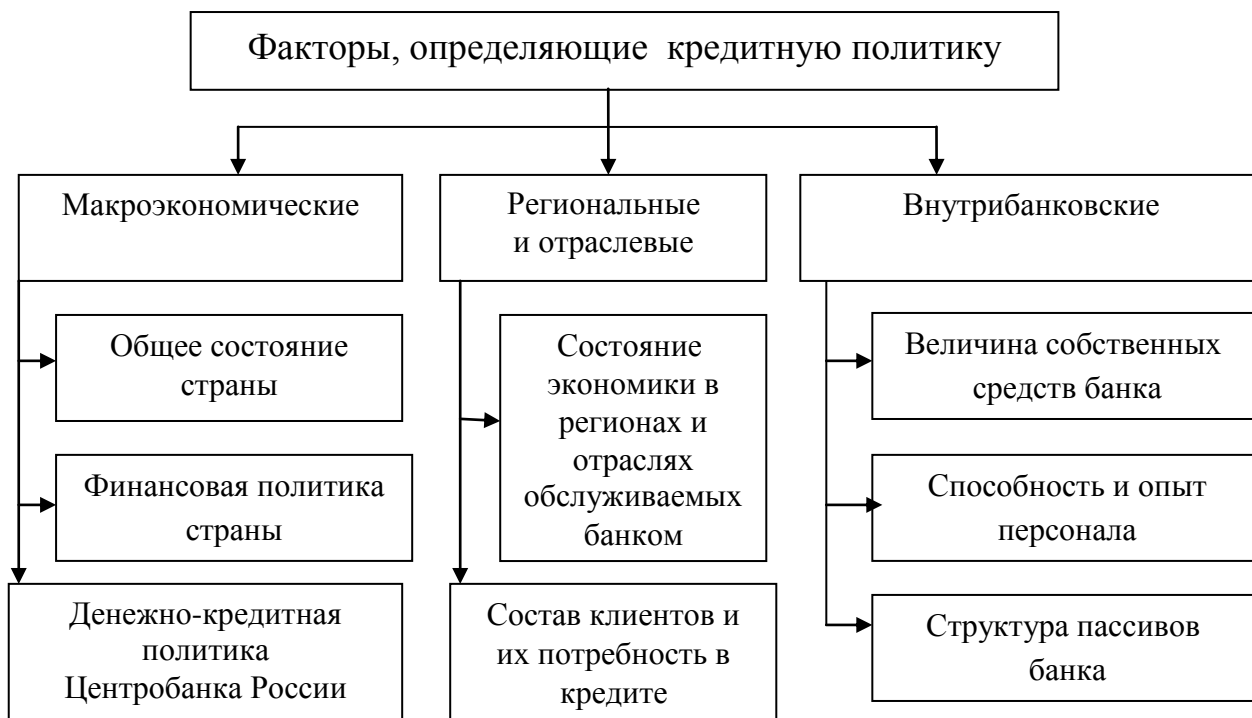 Факторы, определяющие кредитную политику
Макроэкономические
Региональные
и отраслевые
Внутрибанковские
Общее состояние
страны
Финансовая политика
страны
Денежно-кредитная
политика
Центробанка России
Состояние
экономики в
регионах и
отраслях
обслуживаемых
банком
Состав клиентов и
их потребность в
кредите
Величина собственных
средств банка
Способность и опыт
персонала
Структура пассивов
банка